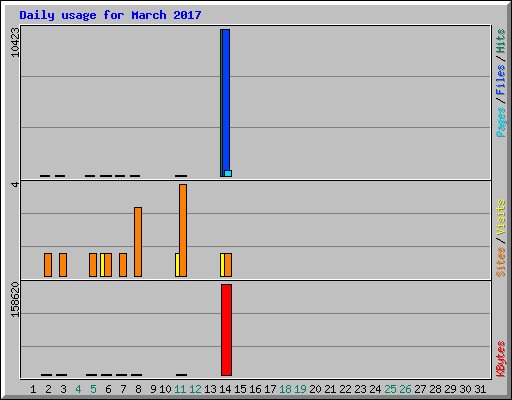 Daily usage for March 2017
10423
4
158620
Pages / Files / Hits
Sites / Visits
KBytes
1 2 3 4 5 6 7 8 9 10 11 12 13 14 15 16 17 18 19 20 21 22 23 24 25 26 27 28 29 30 31